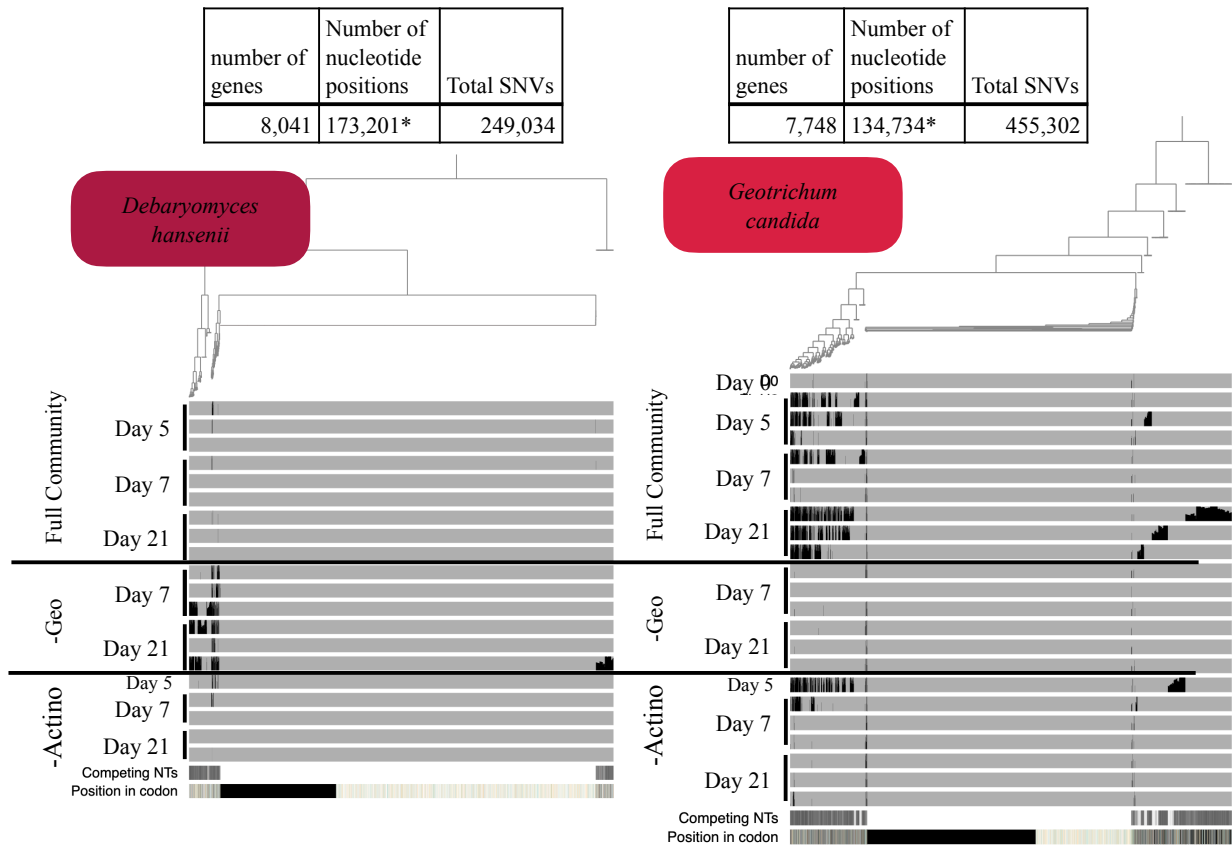 number of genes
Number of nucleotide positions
Total SNVs
8,041
173,201*
249,034
Debaryomyces
hansenii
Full Community
Day 5
Day 7
Day 21
-Geo
Day 7
Day 21
-Actino
Day 5
Day 7
Day 21
Competing NTs
Position in codon
number of genes
Number of nucleotide positions
Total SNVs
7,748
134,734*
455,302
Geotrichum
candida
Full Community
Day 0
Day 5
Day 7
Day 21
-Geo
Day 7
Day 21
-Actino
Day 5
Day 7
Day 21
Competing NTs
Position in codon